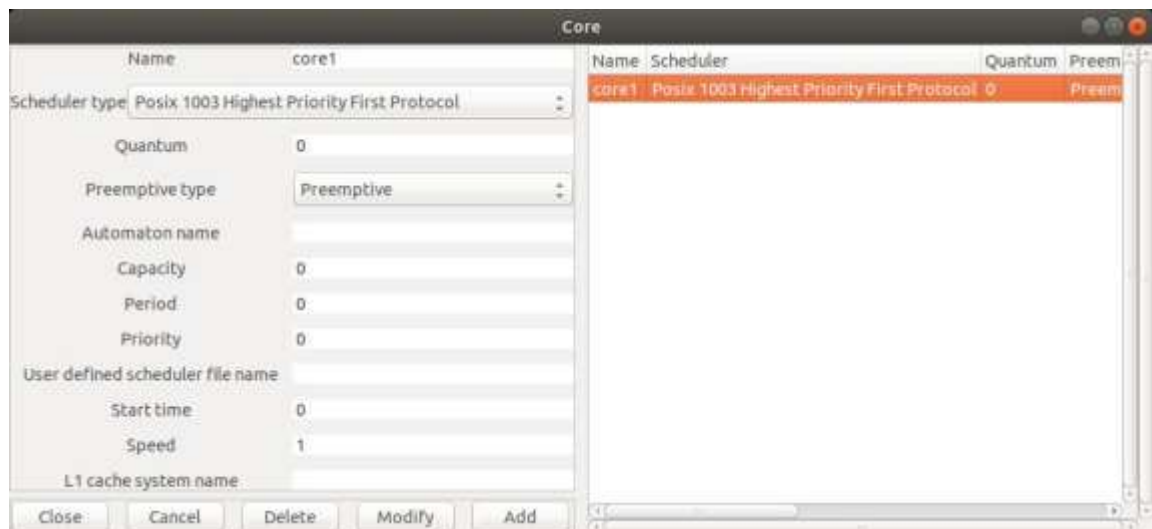 Core
Name core1
Scheduler type Posix 1003 Highest Priority First Protocol
Quantum 0
Preemptive type Preemptive
Automaton name
Capacity 0
Period 0
Priority 0
User defined scheduler file name
Start time 0
Speed 1
L1 cache system name
Close Cancel Delete Modify Add
Name Scheduler Quantum Preem
core1 Posix 1003 Highest Priority First Protocol 0 Preem